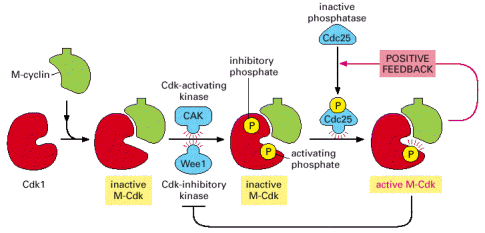 inactive
phosphatase
Cdc25
POSITIVE
FEEDBACK
M-cyclin
inhibitory
phosphate
Cdk-activating
kinase
CAK
P
P
Cdc25
Wee1
P
activating
phosphate
P
Cdk1
inactive
M-Cdk
Cdk-inhibitory
kinase
inactive
M-Cdk
active M-Cdk